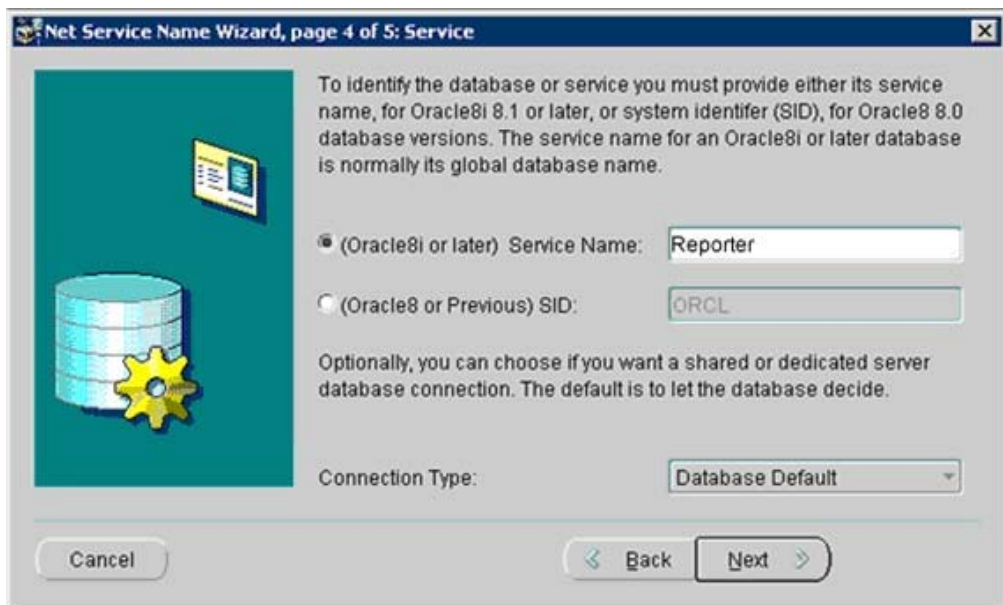 Net Service Name Wizard, page 4 of 5: Service
To identify the database or service you must provide either its service
name, for Oracle8i 8.1 or later, or system identifer (SID), for Oracle8 8.0
database versions. The service name for an Oracle8i or later database
is normally its global database name.
(Oracle8i or later) Service Name: Reporter
(Oracle8 or Previous) SID: ORCL
Optionally, you can choose if you want a shared or dedicated server
database connection. The default is to let the database decide.
Connection Type: Database Default
Cancel Back Next